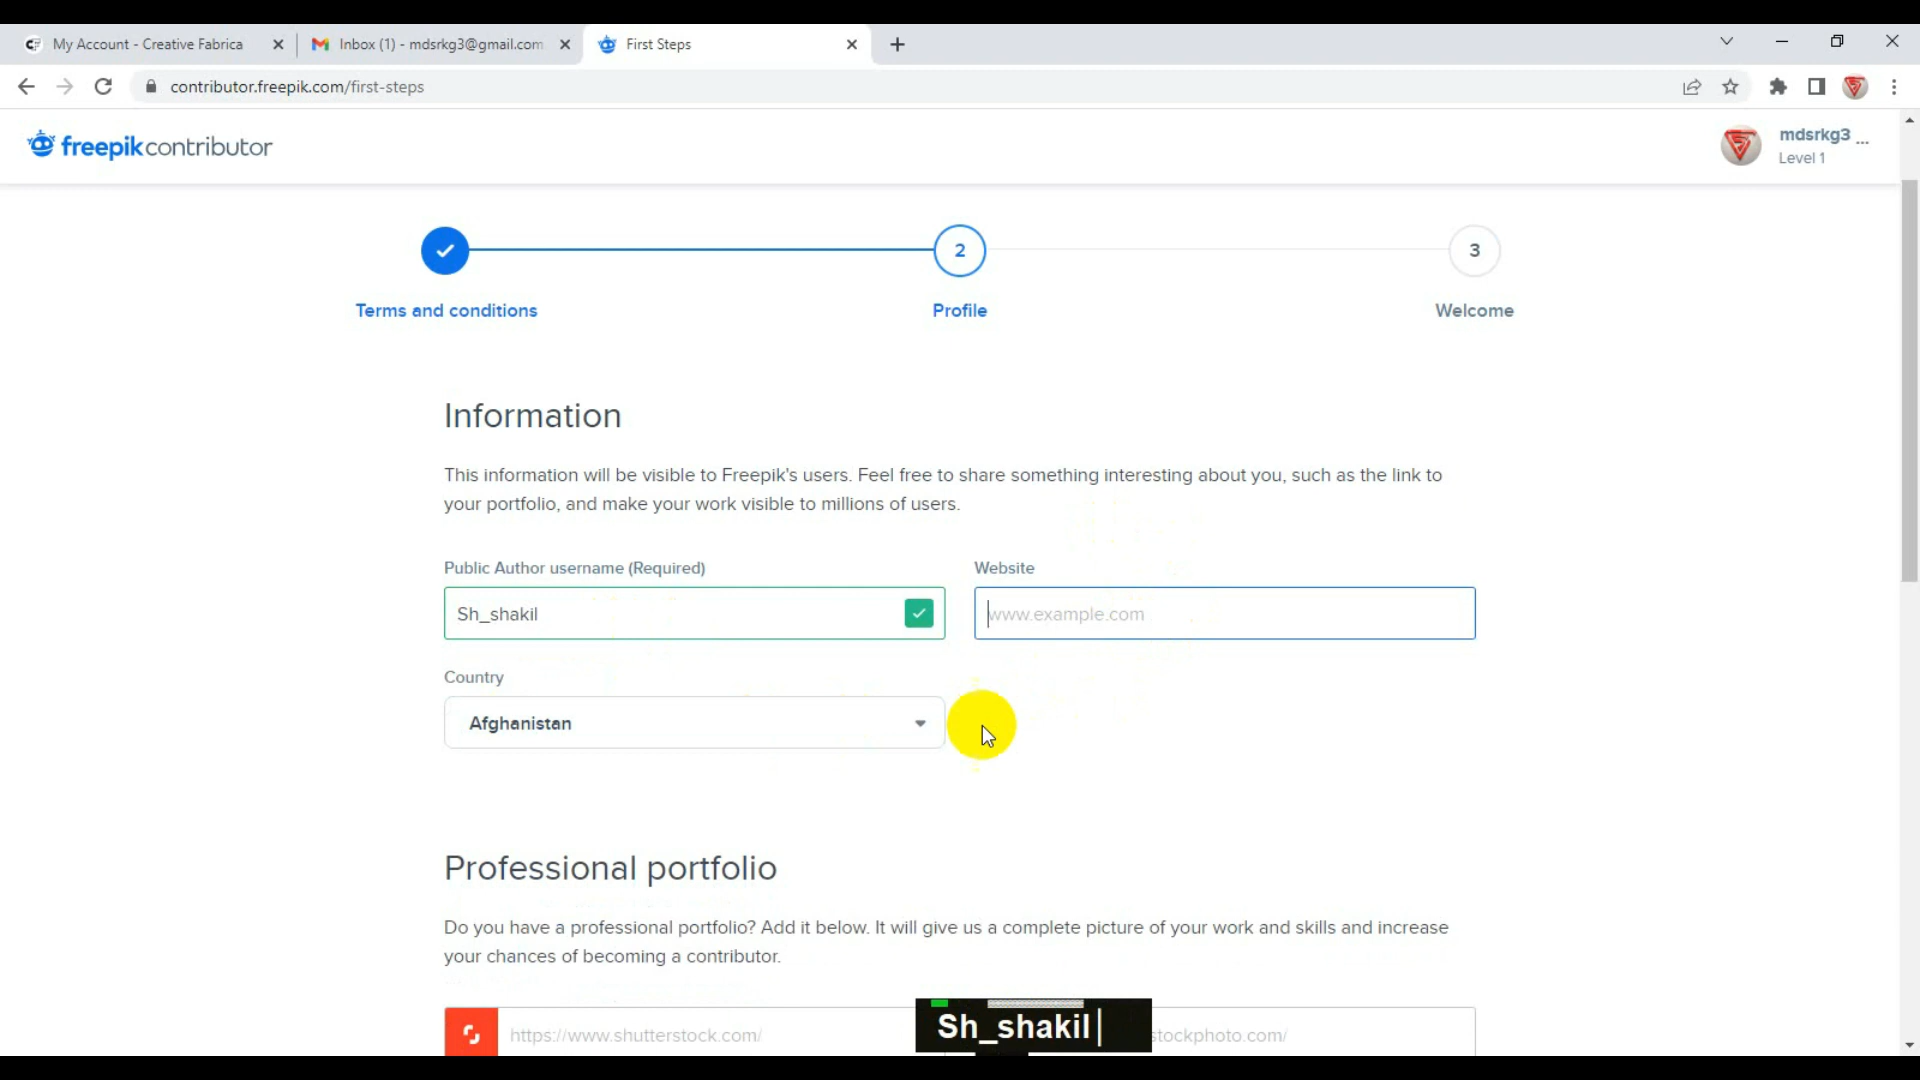 My Account - Creative Fabrica
Inbox (1) - mdsrkg3@gmail.com
First Steps
contributor.freepik.com/first-steps
freepik contributor
mdsrkg3 ...
Level 1
2
3
Terms and conditions
Profile
Welcome
Information
This information will be visible to Freepik's users. Feel free to share something interesting about you, such as the link to
your portfolio, and make your work visible to millions of users.
Public Author username (Required)
Website
Sh_shakil
www.example.com
Country
Afghanistan
Professional portfolio
Do you have a professional portfolio? Add it below. It will give us a complete picture of your work and skills and increase
your chances of becoming a contributor.
https://www.shutterstock.com/
stockphoto.com/
Sh_shakil